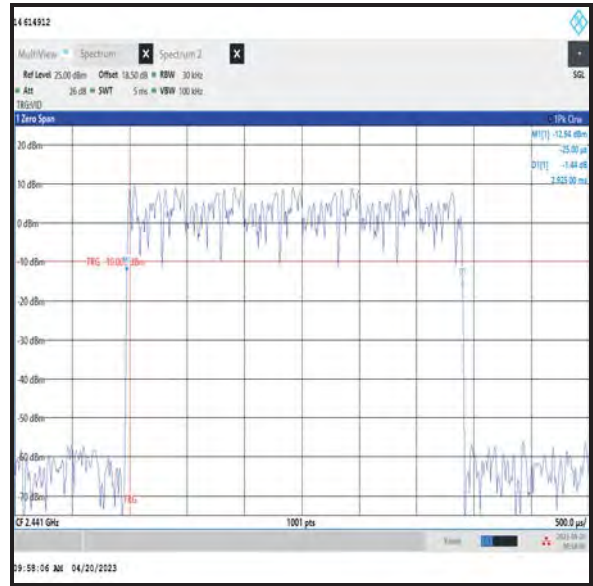 14 614912
MultiView Spectrum X Spectrum 2 X
Ref Level 25.00 dBm Offset 18.50 dB RBW 30 kHz SGL
Att 26 dB SWT 5 ms VBW 100 kHz
TRG:VID
1 Zero Span 1Pk Clrw
M1[1] -12.94 dBm
-25.00 µs
D1[1] -1.44 dB
2.925 00 ms
20 dBm
10 dBm
0 dBm
TRG -10.000 dBm
-10 dBm
-20 dBm
-30 dBm
-40 dBm
-50 dBm
-60 dBm
-70 dBm
TRG
CF 2.441 GHz 1001 pts 500.0 µs/
09:58:06 AM 04/20/2023